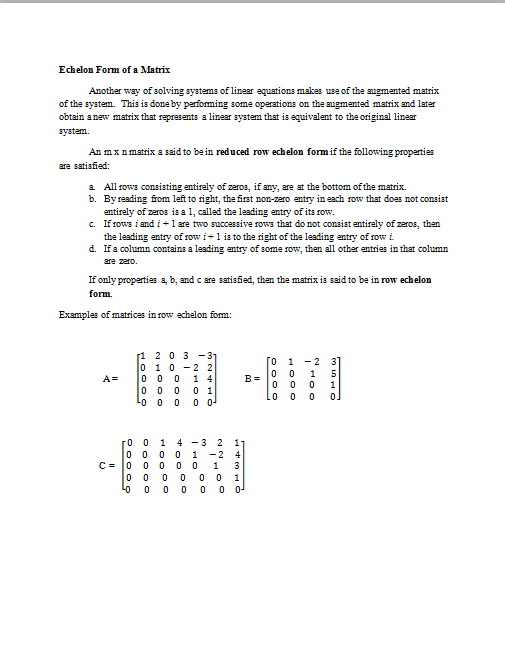 Echelon Form of a Matrix
Another way of solving systems of linear equations makes use of the augmented matrix
of the system. This is done by performing some operations on the augmented matrix and later
obtain a new matrix that represents a linear system that is equivalent to the original linear
system.
An m x n matrix a said to be in reduced row echelon form if the following properties
are satisfied:
a. All rows consisting entirely of zeros, if any, are at the bottom of the matrix.
b. By reading from left to right, the first non-zero entry in each row that does not consist
entirely of zeros is a 1, called the leading entry of its row.
c. If rows i and i + 1 are two successive rows that do not consist entirely of zeros, then
the leading entry of row i + 1 is to the right of the leading entry of row i.
d. If a column contains a leading entry of some row, then all other entries in that column
are zero.
If only properties a, b, and c are satisfied, then the matrix is said to be in row echelon
form.
Examples of matrices in row echelon form:
A =
1 2 0 3 −3
0 1 0 −2 2
0 0 0 1 4
0 0 0 0 1
0 0 0 0 0
B =
0 1 −2 3
0 0 1 5
0 0 0 1
0 0 0 0
C =
0 0 1 4 −3 2 1
0 0 0 0 1 −2 4
0 0 0 0 0 1 3
0 0 0 0 0 0 1
0 0 0 0 0 0 0